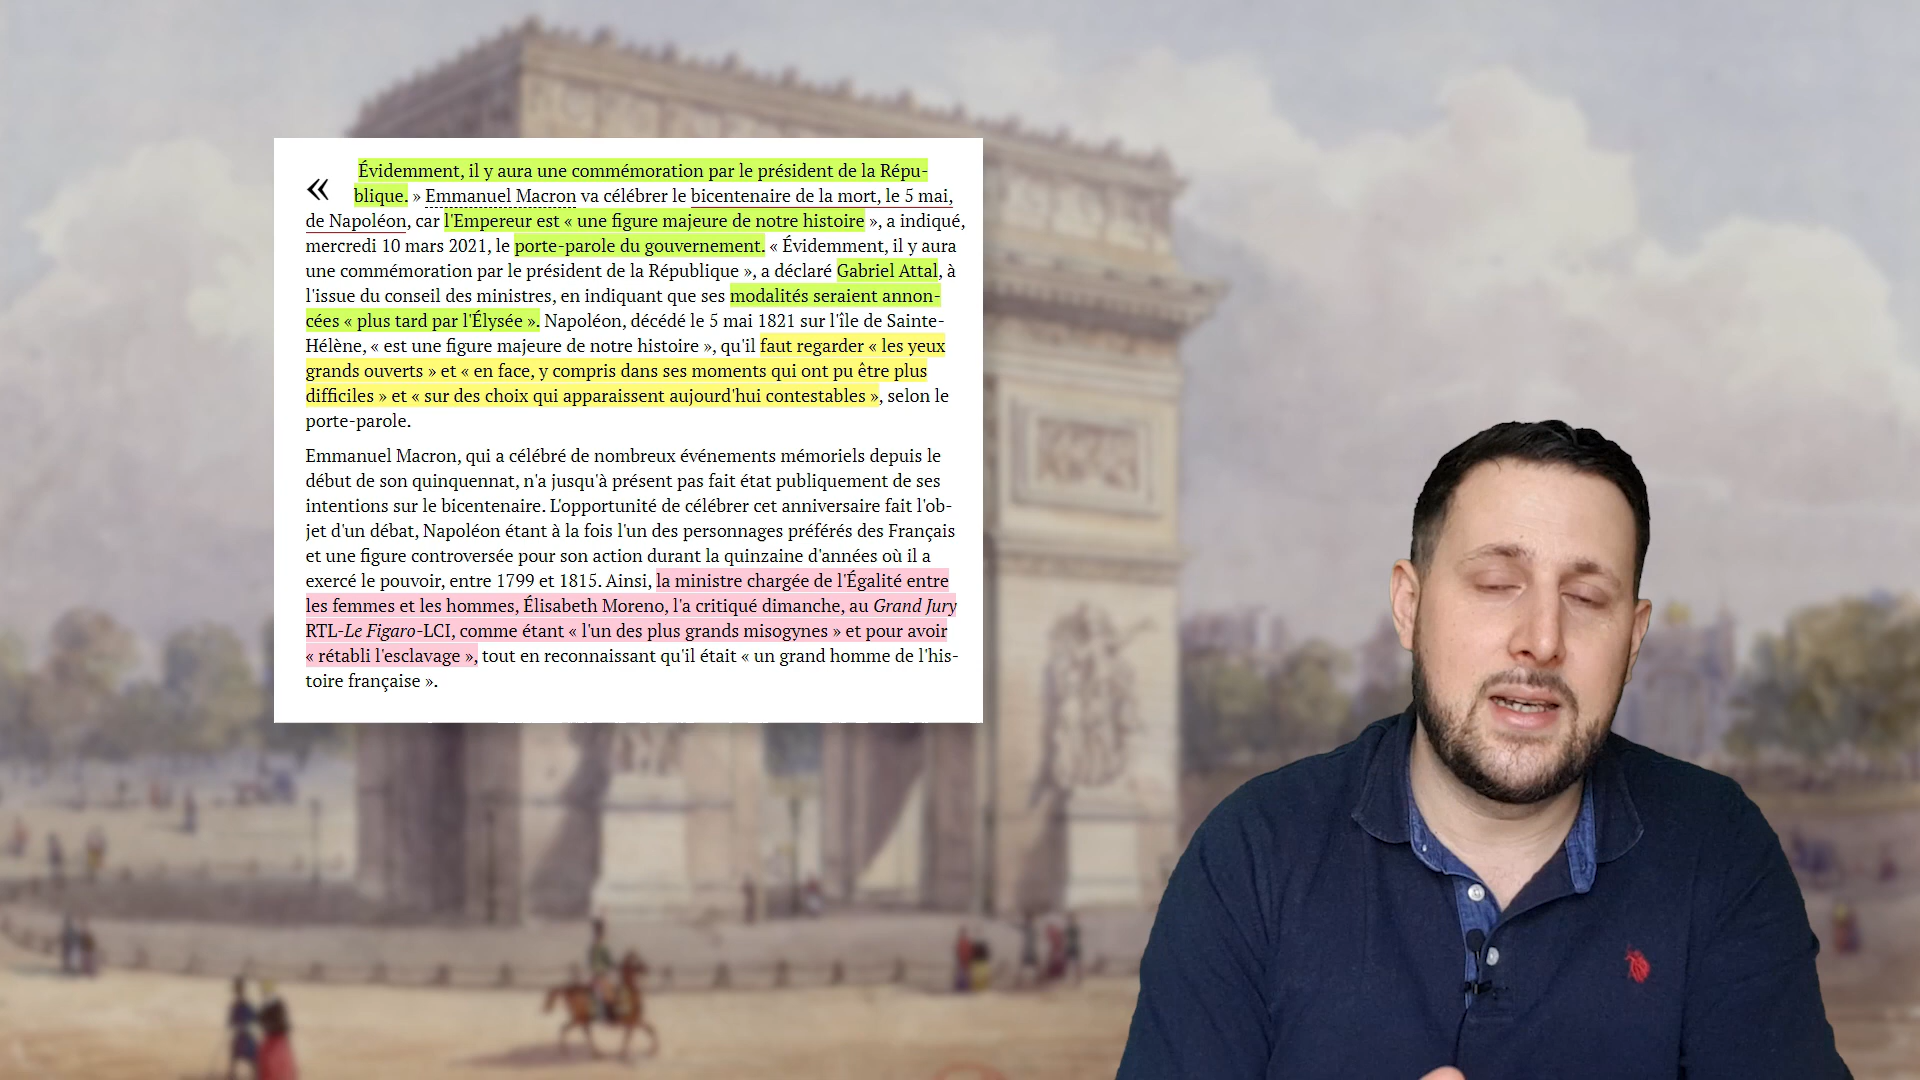 « Évidemment, il y aura une commémoration par le président de la Répu-
blique. » Emmanuel Macron va célébrer le bicentenaire de la mort, le 5 mai,
de Napoléon, car l'Empereur est « une figure majeure de notre histoire », a indiqué,
mercredi 10 mars 2021, le porte-parole du gouvernement. « Évidemment, il y aura
une commémoration par le président de la République », a déclaré Gabriel Attal, à
l'issue du conseil des ministres, en indiquant que ses modalités seraient annon-
cées « plus tard par l'Élysée ». Napoléon, décédé le 5 mai 1821 sur l'île de Sainte-
Hélène, « est une figure majeure de notre histoire », qu'il faut regarder « les yeux
grands ouverts » et « en face, y compris dans ses moments qui ont pu être plus
difficiles » et « sur des choix qui apparaissent aujourd'hui contestables », selon le
porte-parole.
Emmanuel Macron, qui a célébré de nombreux événements mémoriels depuis le
début de son quinquennat, n'a jusqu'à présent pas fait état publiquement de ses
intentions sur le bicentenaire. L'opportunité de célébrer cet anniversaire fait l'ob-
jet d'un débat, Napoléon étant à la fois l'un des personnages préférés des Français
et une figure controversée pour son action durant la quinzaine d'années où il a
exercé le pouvoir, entre 1799 et 1815. Ainsi, la ministre chargée de l'Égalité entre
les femmes et les hommes, Élisabeth Moreno, l'a critiqué dimanche, au Grand Jury
RTL-Le Figaro-LCI, comme étant « l'un des plus grands misogynes » et pour avoir
« rétabli l'esclavage », tout en reconnaissant qu'il était « un grand homme de l'his-
toire française ».